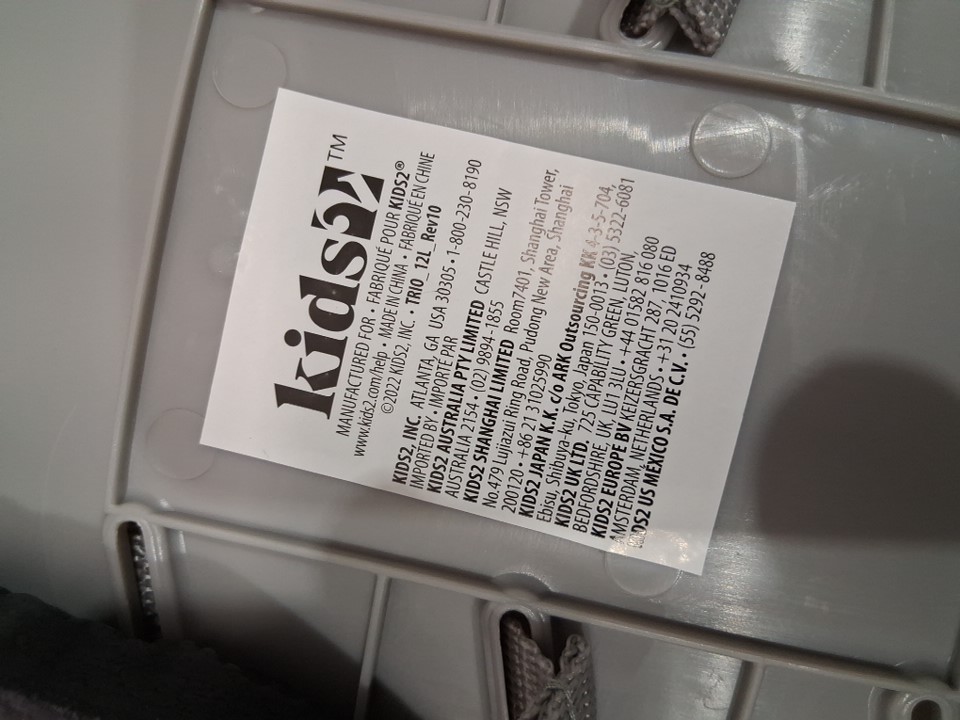 kids2™
MANUFACTURED FOR • FABRIQUÉ POUR KIDS2®
www.kids2.com/help • MADE IN CHINA • FABRIQUÉ EN CHINE
©2022 KIDS2, INC. • TRIO_12L_Rev10
KIDS2, INC. ATLANTA, GA USA 30305 • 1-800-230-8190
IMPORTED BY • IMPORTÉ PAR
KIDS2 AUSTRALIA PTY LIMITED CASTLE HILL, NSW
AUSTRALIA 2154 • (02) 9894-1855
KIDS2 SHANGHAI LIMITED Room7401, Shanghai Tower,
No.479 Lujiazui Ring Road, Pudong New Area, Shanghai
200120 • +86 21 31025990
KIDS2 JAPAN K.K. c/o ARK Outsourcing KK 4-3-5-704,
Ebisu, Shibuya-ku, Tokyo, Japan 150-0013 • (03) 5322-6081
KIDS2 UK LTD, 725 CAPABILITY GREEN, LUTON,
BEDFORDSHIRE, UK, LU1 3LU • +44 01582 816 080
KIDS2 EUROPE BV KEIZERSGRACHT 287, 1016 ED
AMSTERDAM, NETHERLANDS • +31 20 2410934
KIDS2 US MÉXICO S.A. DE C.V. • (55) 5292-8488